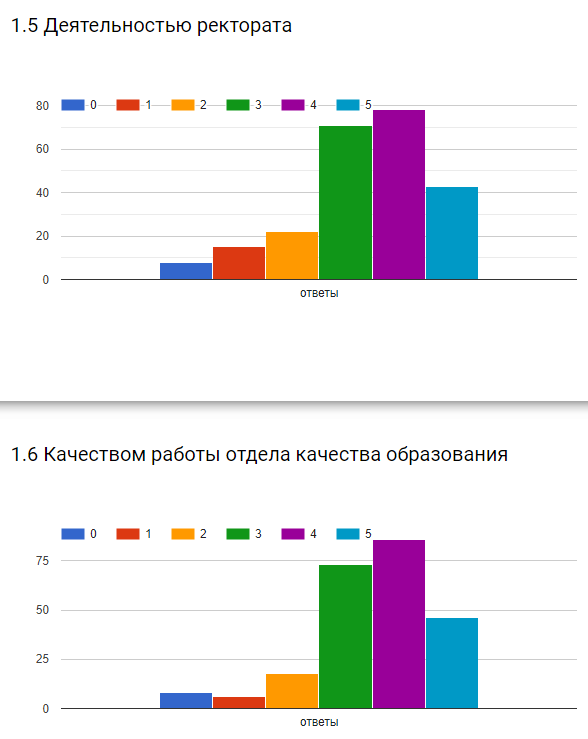 1.5 Деятельностью ректората
0 1 2 3 4 5
80
60
40
20
0
ответы
1.6 Качеством работы отдела качества образования
0 1 2 3 4 5
75
50
25
0
ответы